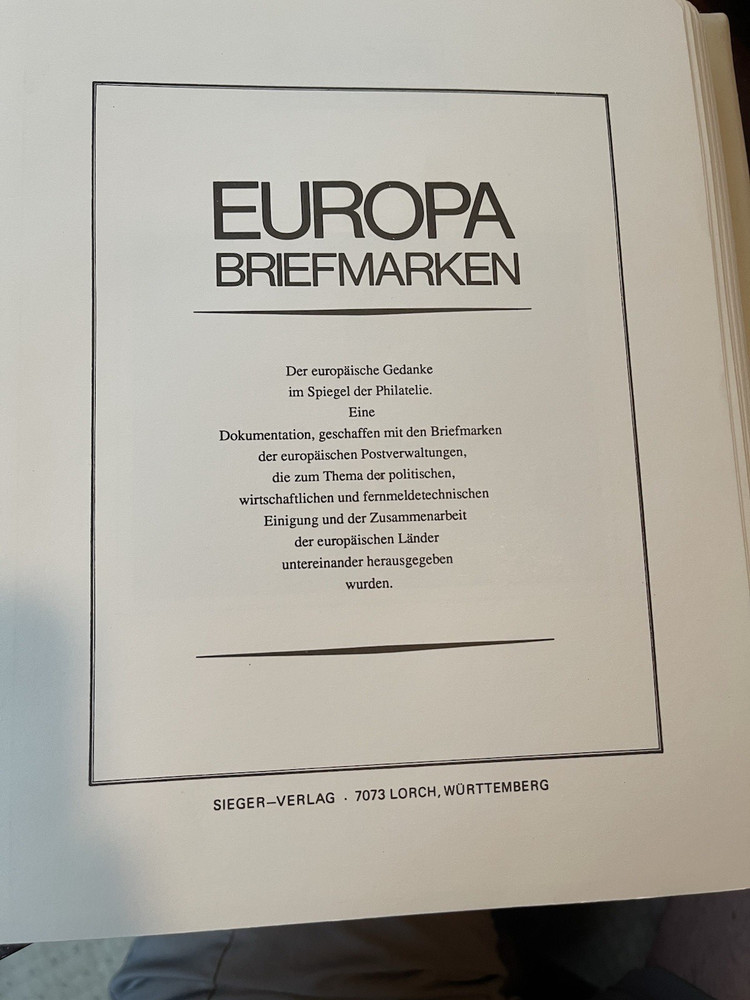 EUROPA
BRIEFMARKEN
Der europäische Gedanke
im Spiegel der Philatelie.
Eine
Dokumentation, geschaffen mit den Briefmarken
der europäischen Postverwaltungen,
die zum Thema der politischen,
wirtschaftlichen und fernmeldetechnischen
Einigung und der Zusammenarbeit
der europäischen Länder
untereinander herausgegeben
wurden.
SIEGER–VERLAG · 7073 LORCH, WÜRTTEMBERG